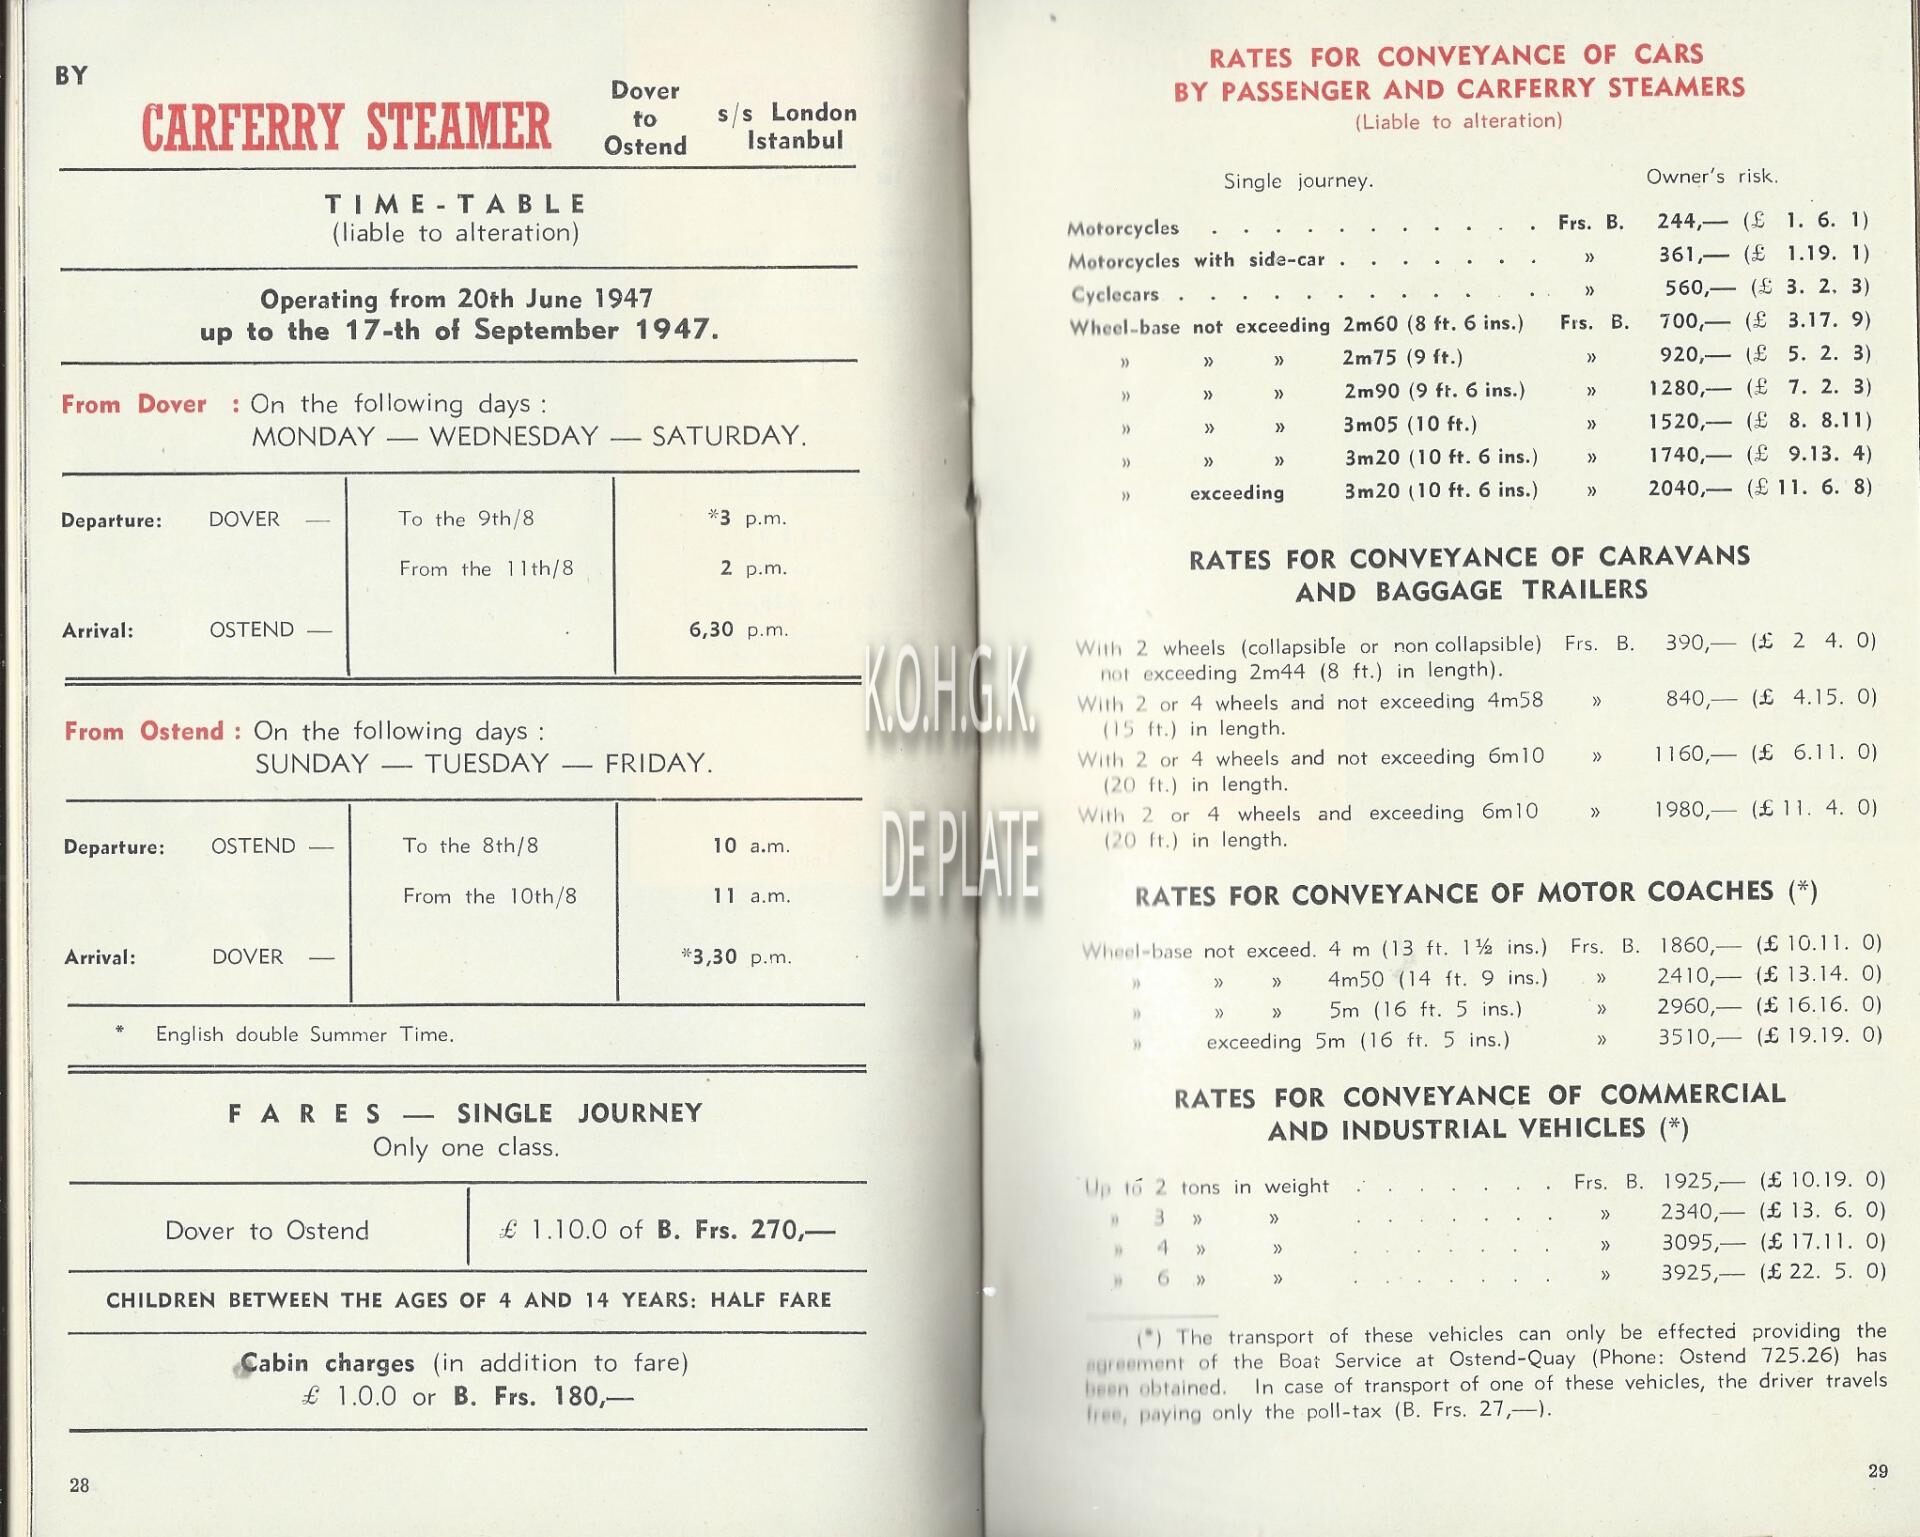 BY
CARFERRY STEAMER
Dover
to
Ostend
s/s London
Istanbul
TIME-TABLE
(liable to alteration)
Operating from 20th June 1947
up to the 17-th of September 1947.
From Dover : On the following days :
MONDAY — WEDNESDAY — SATURDAY.
Departure: DOVER — To the 9th/8 *3 p.m.
From the 11th/8 2 p.m.
Arrival: OSTEND — 6,30 p.m.
From Ostend : On the following days :
SUNDAY — TUESDAY — FRIDAY.
Departure: OSTEND — To the 8th/8 10 a.m.
From the 10th/8 11 a.m.
Arrival: DOVER — *3,30 p.m.
* English double Summer Time.
FARES — SINGLE JOURNEY
Only one class.
Dover to Ostend £ 1.10.0 of B. Frs. 270,—
CHILDREN BETWEEN THE AGES OF 4 AND 14 YEARS: HALF FARE
Cabin charges (in addition to fare)
£ 1.0.0 or B. Frs. 180,—
28
K.O.H.G.K.
DE PLATE
RATES FOR CONVEYANCE OF CARS
BY PASSENGER AND CARFERRY STEAMERS
(Liable to alteration)
Single journey. Owner's risk.
Motorcycles . . . . . . . . . . . Frs. B. 244,— (£ 1. 6. 1)
Motorcycles with side-car . . . . . . . » 361,— (£ 1.19. 1)
Cyclecars . . . . . . . . . . . . » 560,— (£ 3. 2. 3)
Wheel-base not exceeding 2m60 (8 ft. 6 ins.) Frs. B. 700,— (£ 3.17. 9)
» » » 2m75 (9 ft.) » 920,— (£ 5. 2. 3)
» » » 2m90 (9 ft. 6 ins.) » 1280,— (£ 7. 2. 3)
» » » 3m05 (10 ft.) » 1520,— (£ 8. 8.11)
» » » 3m20 (10 ft. 6 ins.) » 1740,— (£ 9.13. 4)
» exceeding 3m20 (10 ft. 6 ins.) » 2040,— (£ 11. 6. 8)
RATES FOR CONVEYANCE OF CARAVANS
AND BAGGAGE TRAILERS
With 2 wheels (collapsible or non collapsible) Frs. B. 390,— (£ 2 4. 0)
not exceeding 2m44 (8 ft.) in length).
With 2 or 4 wheels and not exceeding 4m58 » 840,— (£ 4.15. 0)
(15 ft.) in length.
With 2 or 4 wheels and not exceeding 6m10 » 1160,— (£ 6.11. 0)
(20 ft.) in length.
With 2 or 4 wheels and exceeding 6m10 » 1980,— (£ 11. 4. 0)
(20 ft.) in length.
RATES FOR CONVEYANCE OF MOTOR COACHES (*)
Wheel-base not exceed. 4 m (13 ft. 1½ ins.) Frs. B. 1860,— (£ 10.11. 0)
» » » 4m50 (14 ft. 9 ins.) » 2410,— (£ 13.14. 0)
» » » 5m (16 ft. 5 ins.) » 2960,— (£ 16.16. 0)
» exceeding 5m (16 ft. 5 ins.) » 3510,— (£ 19.19. 0)
RATES FOR CONVEYANCE OF COMMERCIAL
AND INDUSTRIAL VEHICLES (*)
Up to 2 tons in weight . . . . . . . Frs. B. 1925,— (£ 10.19. 0)
» 3 » » . . . . . . . » 2340,— (£ 13. 6. 0)
» 4 » » . . . . . . . » 3095,— (£ 17.11. 0)
» 6 » » . . . . . . . » 3925,— (£ 22. 5. 0)
(*) The transport of these vehicles can only be effected providing the
agreement of the Boat Service at Ostend-Quay (Phone: Ostend 725.26) has
been obtained. In case of transport of one of these vehicles, the driver travels
free, paying only the poll-tax (B. Frs. 27,—).
29